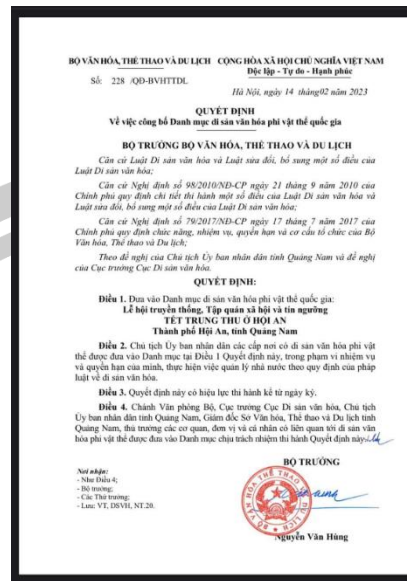 BỘ VĂN HÓA, THỂ THAO VÀ DU LỊCH
CỘNG HÒA XÃ HỘI CHỦ NGHĨA VIỆT NAM
Độc lập - Tự do - Hạnh phúc
Số: 228 /QĐ-BVHTTDL
Hà Nội, ngày 14 tháng02 năm 2023
QUYẾT ĐỊNH
Về việc công bố Danh mục di sản văn hóa phi vật thể quốc gia
BỘ TRƯỞNG BỘ VĂN HÓA, THỂ THAO VÀ DU LỊCH
Căn cứ Luật Di sản văn hóa và Luật sửa đổi, bổ sung một số điều của
Luật Di sản văn hóa;
Căn cứ Nghị định số 98/2010/NĐ-CP ngày 21 tháng 9 năm 2010 của
Chính phủ quy định chi tiết thi hành một số điều của Luật Di sản văn hóa và
Luật sửa đổi, bổ sung một số điều của Luật Di sản văn hóa;
Căn cứ Nghị định số 79/2017/NĐ-CP ngày 17 tháng 7 năm 2017 của
Chính phủ quy định chức năng, nhiệm vụ, quyền hạn và cơ cấu tổ chức của Bộ
Văn hóa, Thể thao và Du lịch;
Theo đề nghị của Chủ tịch Ủy ban nhân dân tỉnh Quảng Nam và đề nghị
của Cục trưởng Cục Di sản văn hóa.
QUYẾT ĐỊNH:
Điều 1. Đưa vào Danh mục di sản văn hóa phi vật thể quốc gia:
Lễ hội truyền thống, Tập quán xã hội và tín ngưỡng
TẾT TRUNG THU Ở HỘI AN
Thành phố Hội An, tỉnh Quảng Nam
Điều 2. Chủ tịch Ủy ban nhân dân các cấp nơi có di sản văn hóa phi vật
thể được đưa vào Danh mục tại Điều 1 Quyết định này, trong phạm vi nhiệm vụ
và quyền hạn của mình, thực hiện việc quản lý nhà nước theo quy định của pháp
luật về di sản văn hóa.
Điều 3. Quyết định này có hiệu lực thi hành kể từ ngày ký.
Điều 4. Chánh Văn phòng Bộ, Cục trưởng Cục Di sản văn hóa, Chủ tịch
Ủy ban nhân dân tỉnh Quảng Nam, Giám đốc Sở Văn hóa, Thể thao và Du lịch tỉnh
Quảng Nam, thủ trưởng các cơ quan, đơn vị và cá nhân có liên quan tới di sản văn
hóa phi vật thể được đưa vào Danh mục chịu trách nhiệm thi hành Quyết định này./.
Nơi nhận:
- Như Điều 4;
- Bộ trưởng;
- Các Thứ trưởng;
- Lưu: VT, DSVH, NT.20.
BỘ TRƯỞNG
Nguyễn Văn Hùng